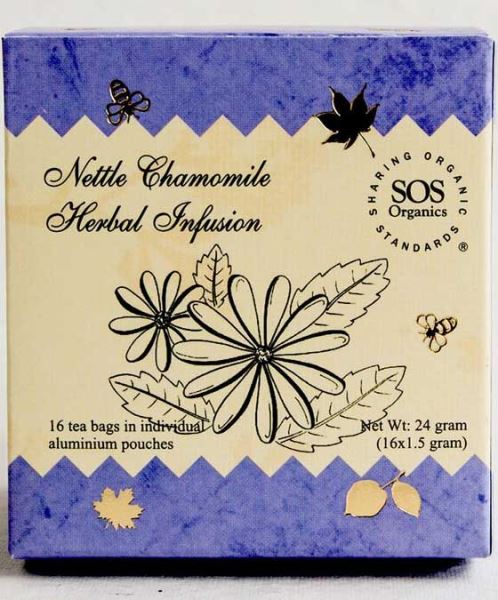 Nettle Chamomile
Herbal Infusion
SHARING ORGANIC STANDARDS
SOS
Organics
®
16 tea bags in individual
aluminium pouches
Net Wt: 24 gram
(16x1.5 gram)